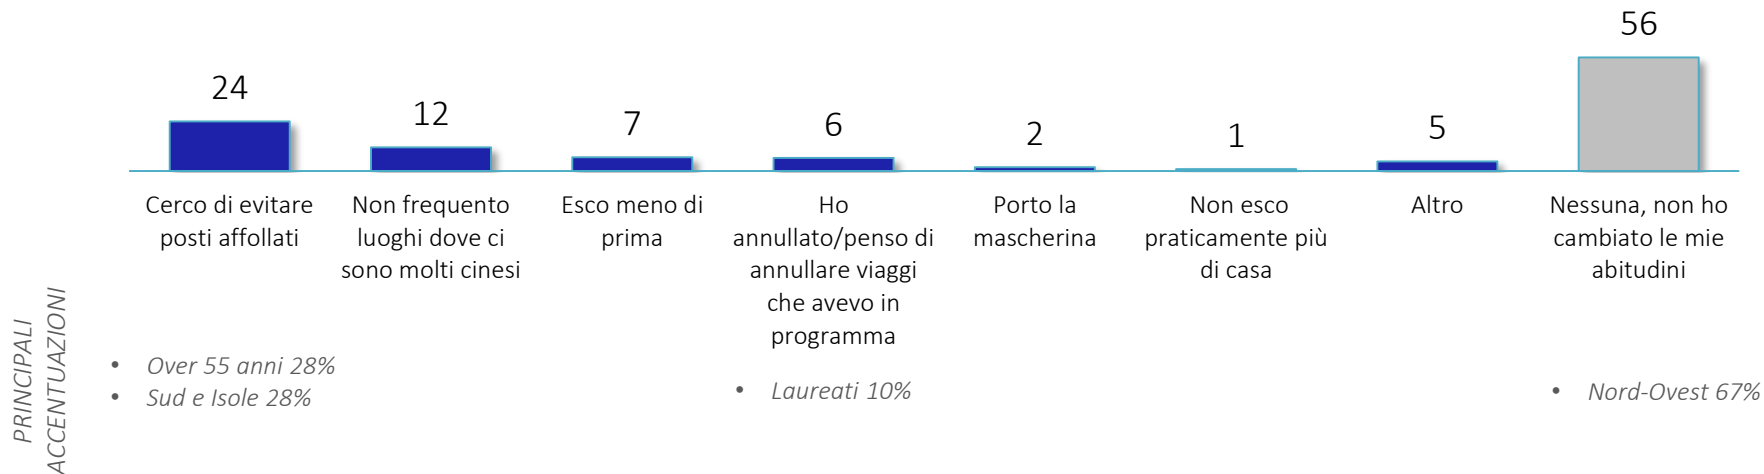 24
12
7
6
2
1
5
56
Cerco di evitare
posti affollati
Non frequento
luoghi dove ci
sono molti cinesi
Esco meno di
prima
Ho
annullato/penso di
annullare viaggi
che avevo in
programma
Porto la
mascherina
Non esco
praticamente più
di casa
Altro
Nessuna, non ho
cambiato le mie
abitudini
PRINCIPALI
ACCENTUAZIONI
• Over 55 anni 28%
• Sud e Isole 28%
• Laureati 10%
• Nord-Ovest 67%